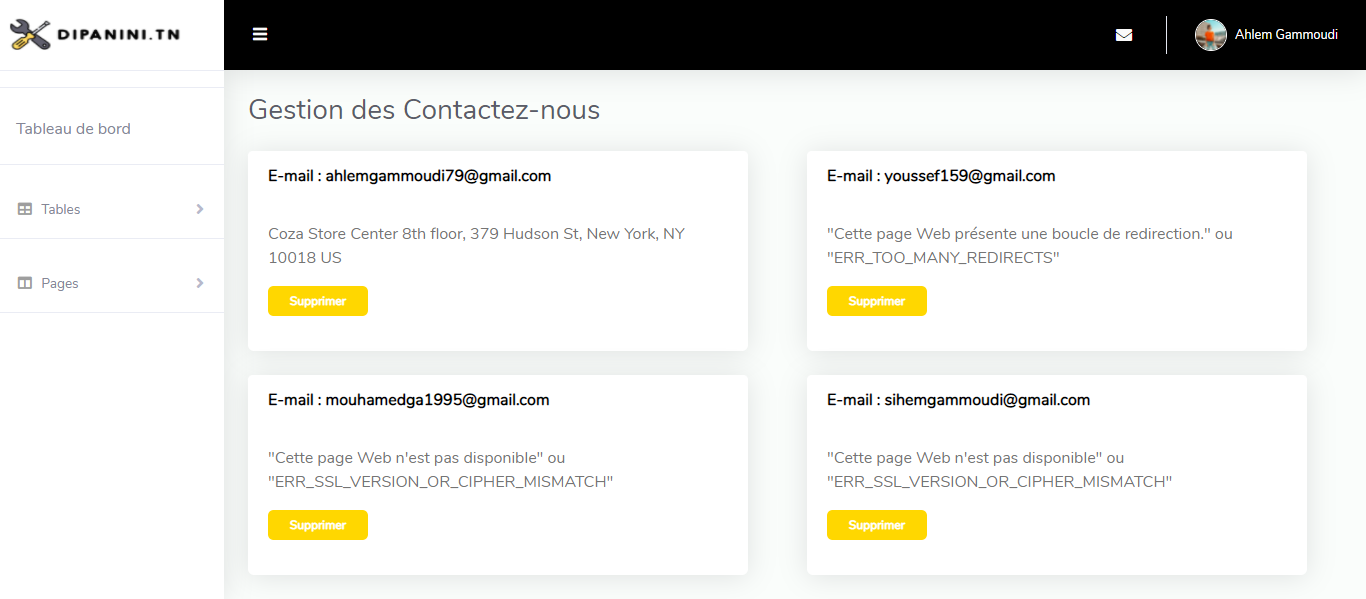 DIPANINI.TN
Ahlem Gammoudi
Tableau de bord
Tables
Pages
Gestion des Contactez-nous
E-mail : ahlemgammoudi79@gmail.com
Coza Store Center 8th floor, 379 Hudson St, New York, NY
10018 US
Supprimer
E-mail : youssef159@gmail.com
"Cette page Web présente une boucle de redirection." ou
"ERR_TOO_MANY_REDIRECTS"
Supprimer
E-mail : mouhamedga1995@gmail.com
"Cette page Web n'est pas disponible" ou
"ERR_SSL_VERSION_OR_CIPHER_MISMATCH"
Supprimer
E-mail : sihemgammoudi@gmail.com
"Cette page Web n'est pas disponible" ou
"ERR_SSL_VERSION_OR_CIPHER_MISMATCH"
Supprimer